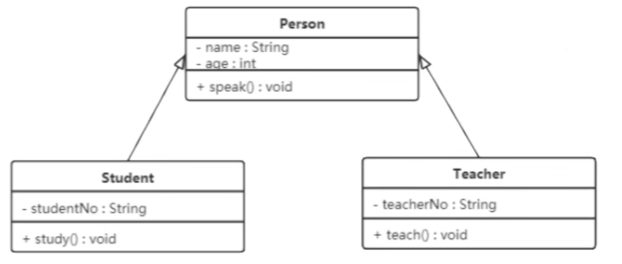 Person
- name : String
- age : int
+ speak() : void
Student
- studentNo : String
+ study() : void
Teacher
- teacherNo : String
+ teach() : void